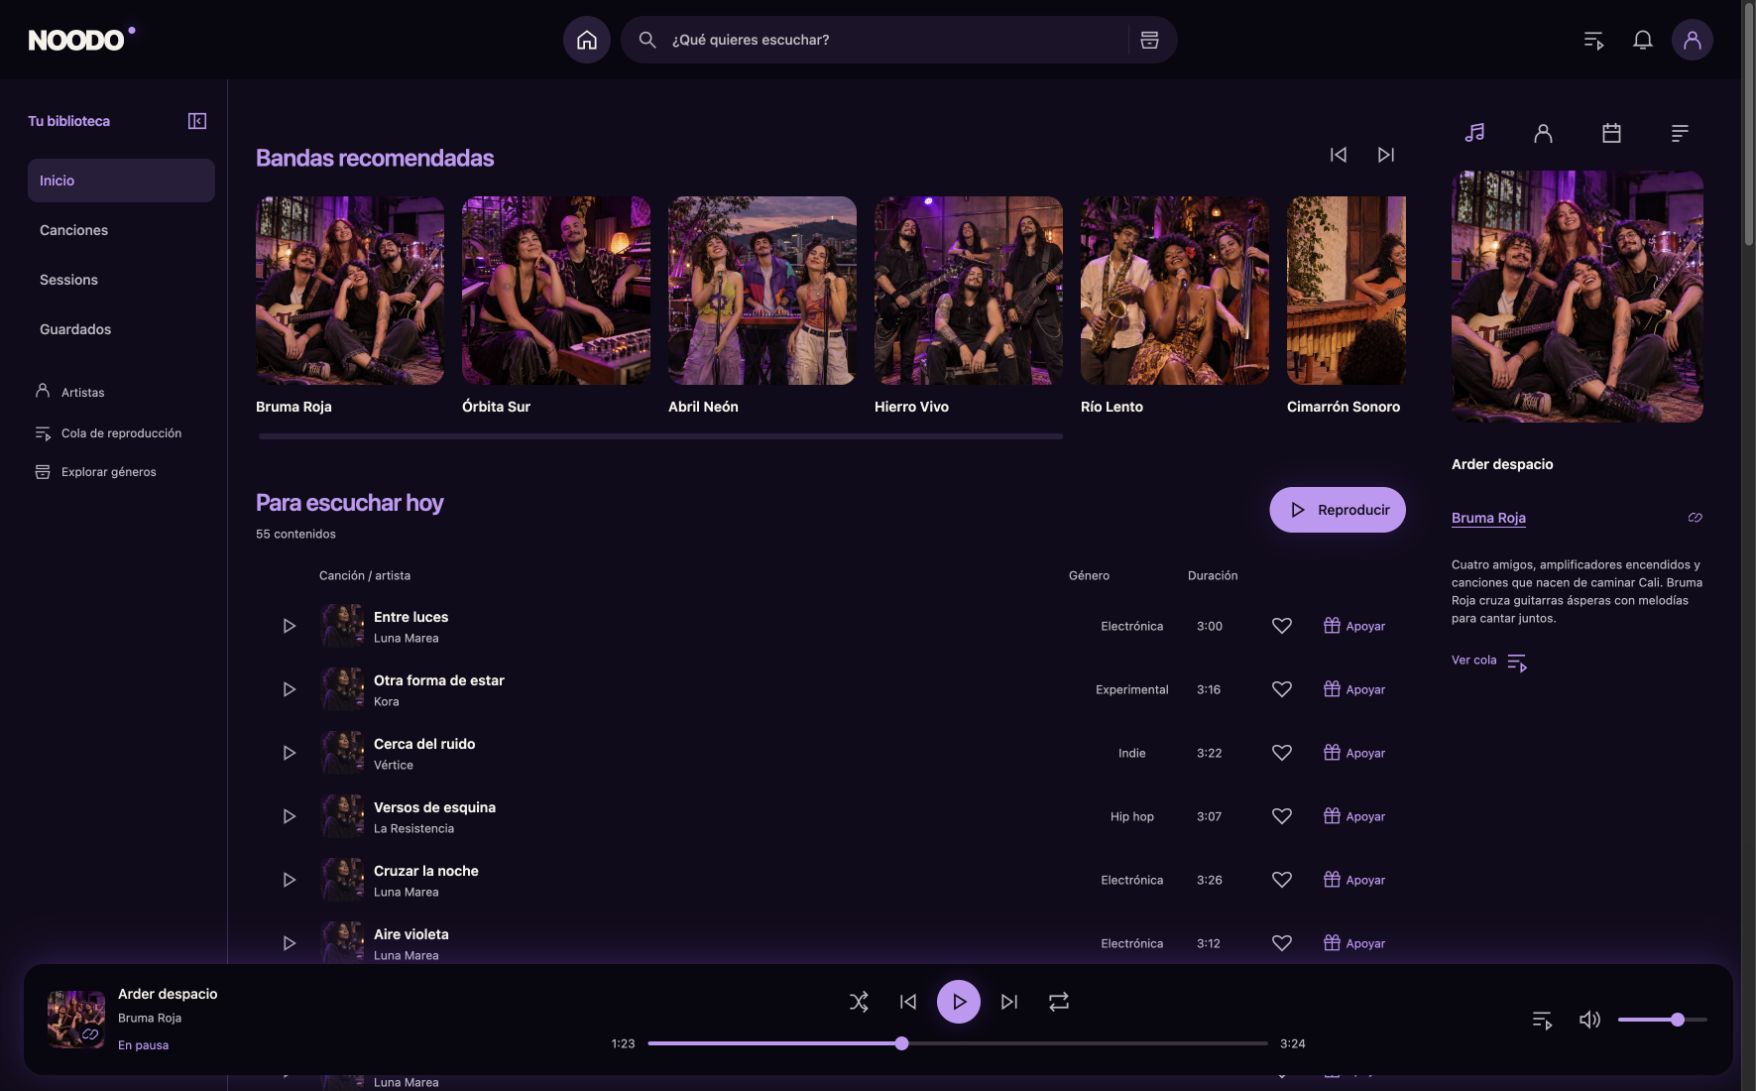 NOODO
¿Qué quieres escuchar?
Tu biblioteca
Inicio
Canciones
Sessions
Guardados
Artistas
Cola de reproducción
Explorar géneros
Bandas recomendadas
Bruma Roja
Órbita Sur
Abril Neón
Hierro Vivo
Río Lento
Cimarrón Sonoro
Para escuchar hoy
55 contenidos
Reproducir
Canción / artista
Género
Duración
Entre luces
Luna Marea
Electrónica
3:00
Apoyar
Otra forma de estar
Kora
Experimental
3:16
Apoyar
Cerca del ruido
Vértice
Indie
3:22
Apoyar
Versos de esquina
La Resistencia
Hip hop
3:07
Apoyar
Cruzar la noche
Luna Marea
Electrónica
3:26
Apoyar
Aire violeta
Luna Marea
Electrónica
3:12
Apoyar
Arder despacio
Bruma Roja
Cuatro amigos, amplificadores encendidos y
canciones que nacen de caminar Cali. Bruma
Roja cruza guitarras ásperas con melodías
para cantar juntos.
Ver cola
Arder despacio
Bruma Roja
En pausa
1:23
3:24
Luna Marea